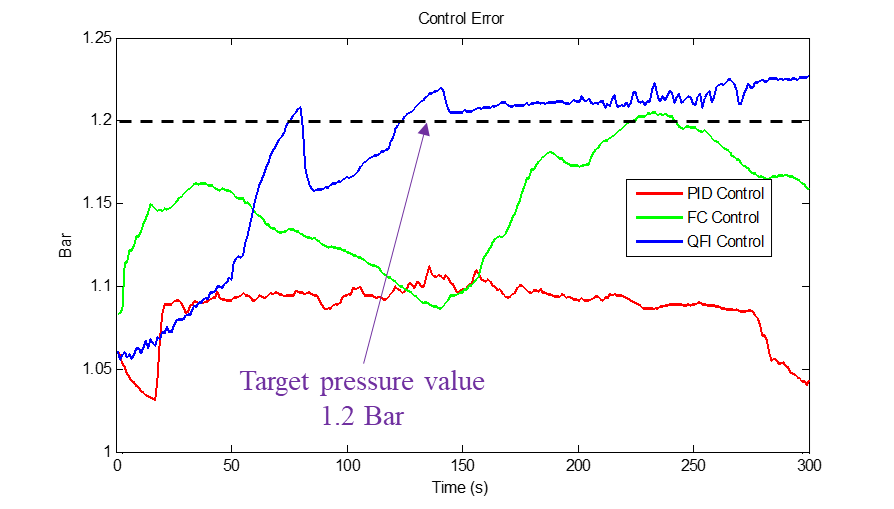 Control Error
1.25
1.2
1.15
1.1
1.05
1
Bar
PID Control
FC Control
QFI Control
Target pressure value
1.2 Bar
0
50
100
150
200
250
300
Time (s)